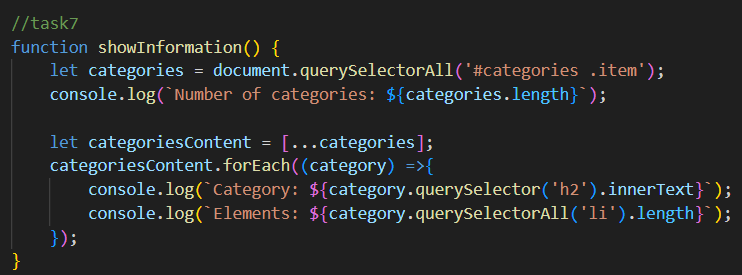 //task7
function showInformation() {
    let categories = document.querySelectorAll('#categories .item');
    console.log(`Number of categories: ${categories.length}`);

    let categoriesContent = [...categories];
    categoriesContent.forEach((category) =>{
        console.log(`Category: ${category.querySelector('h2').innerText}`);
        console.log(`Elements: ${category.querySelectorAll('li').length}`);
    });
}